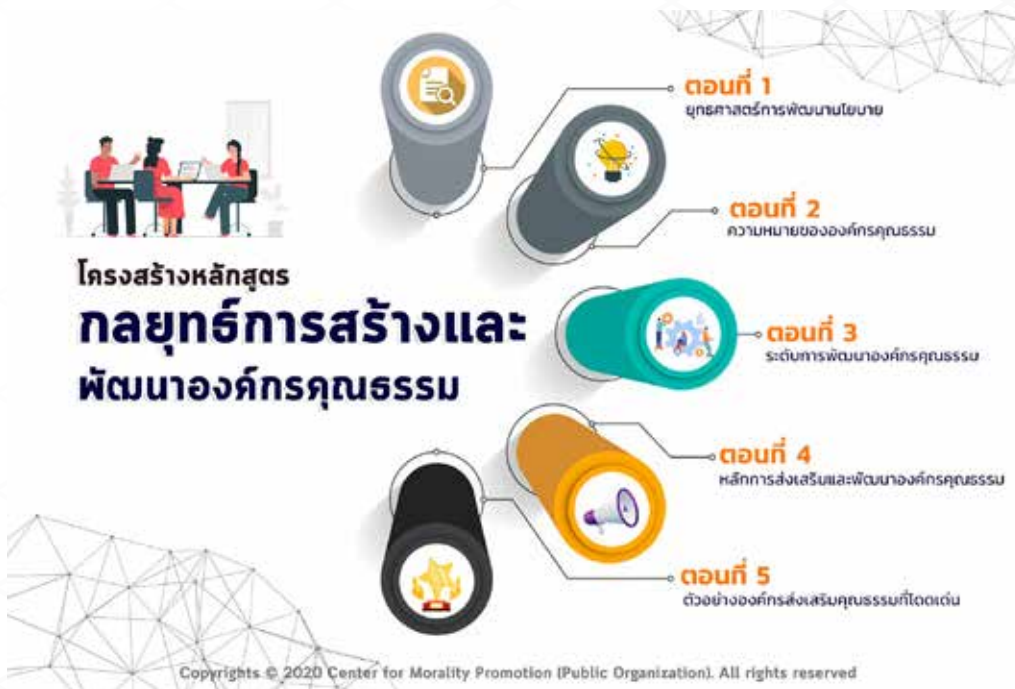 โครงสร้างหลักสูตร
กลยุทธ์การสร้างและ
พัฒนาองค์กรคุณธรรม
ตอนที่ 1
ยุทธศาสตร์การพัฒนานโยบาย
ตอนที่ 2
ความหมายขององค์กรคุณธรรม
ตอนที่ 3
ระดับการพัฒนาองค์กรคุณธรรม
ตอนที่ 4
หลักการส่งเสริมและพัฒนาองค์กรคุณธรรม
ตอนที่ 5
ตัวอย่างองค์กรส่งเสริมคุณธรรมที่โดดเด่น
Copyrights © 2020 Center for Morality Promotion (Public Organization). All rights reserved